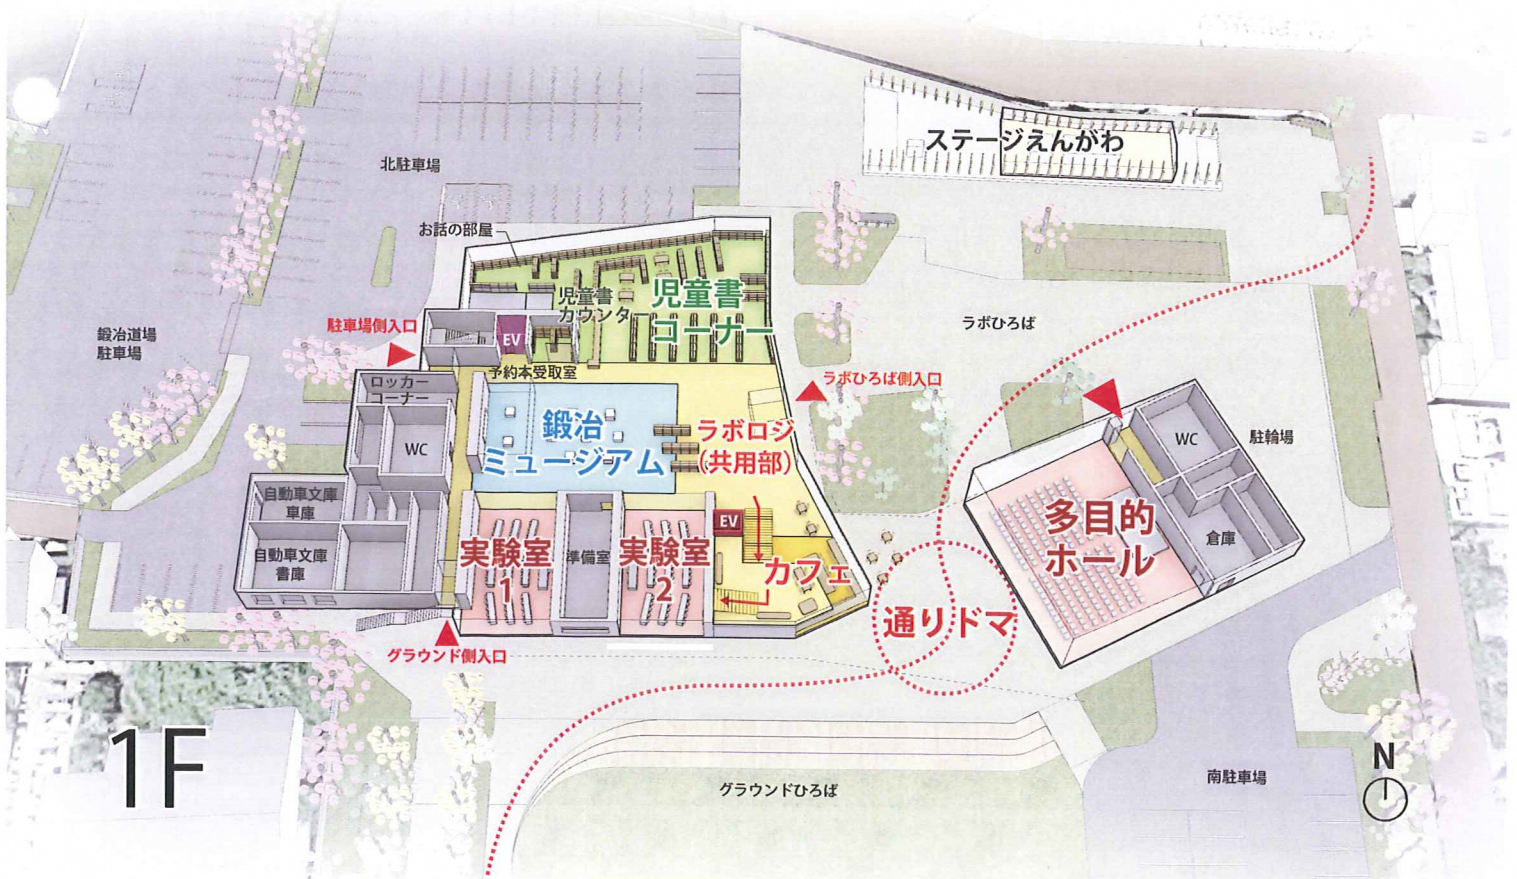 ステージえんがわ
北駐車場
お話の部屋
児童書
カウンター
児童書
コーナー
ラボひろば
鍛冶道場
駐車場
駐車場側入口
EV
予約本受取室
ロッカー
コーナー
ラボひろば側入口
鍛冶
ミュージアム
ラボロジ
(共用部)
WC
WC
駐輪場
自動車文庫
車庫
EV
多目的
ホール
倉庫
自動車文庫
書庫
実験室
1
準備室
実験室
2
カフェ
通りドマ
グラウンド側入口
1F
グラウンドひろば
南駐車場
N